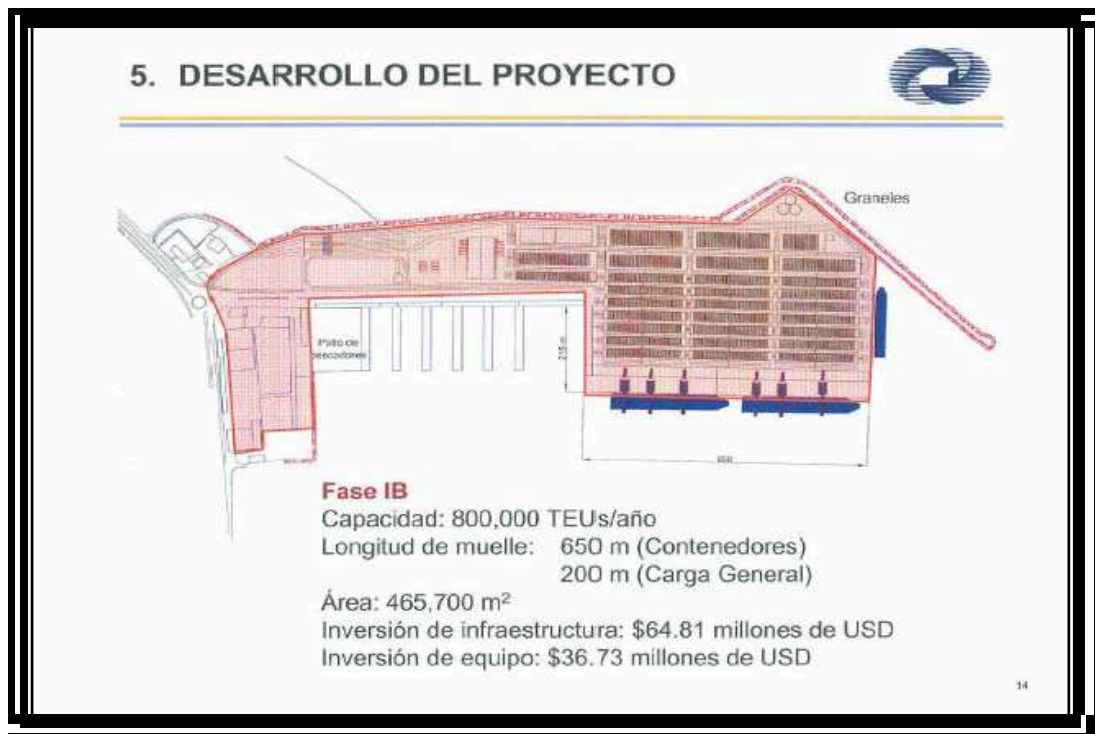 5. DESARROLLO DEL PROYECTO
Graneles
Patio de
pescadores
215 m
Fase IB
Capacidad: 800,000 TEUs/año
Longitud de muelle: 650 m (Contenedores)
200 m (Carga General)
Área: 465,700 m²
Inversión de infraestructura: $64.81 millones de USD
Inversión de equipo: $36.73 millones de USD
14